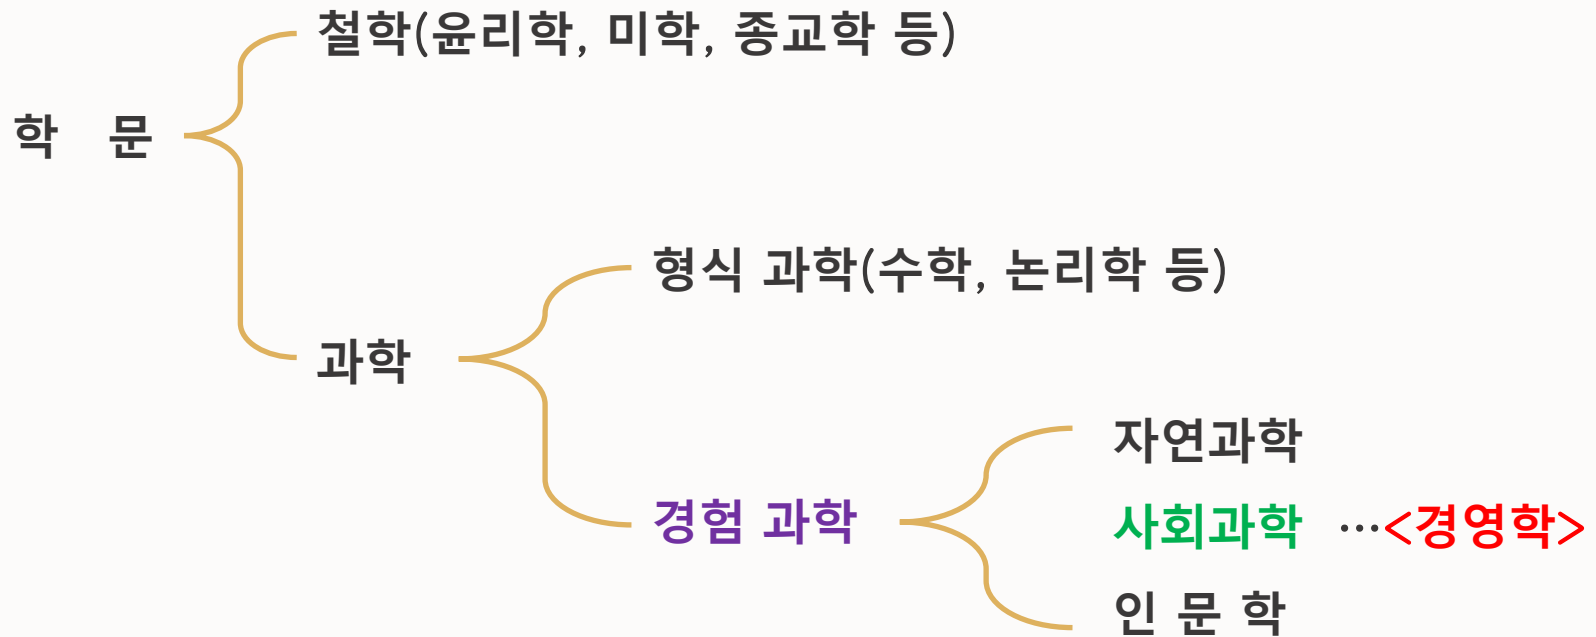 철학(윤리학, 미학, 종교학 등)
학 문
형식 과학(수학, 논리학 등)
과학
자연과학
경험 과학
사회과학 …<경영학>
인 문 학